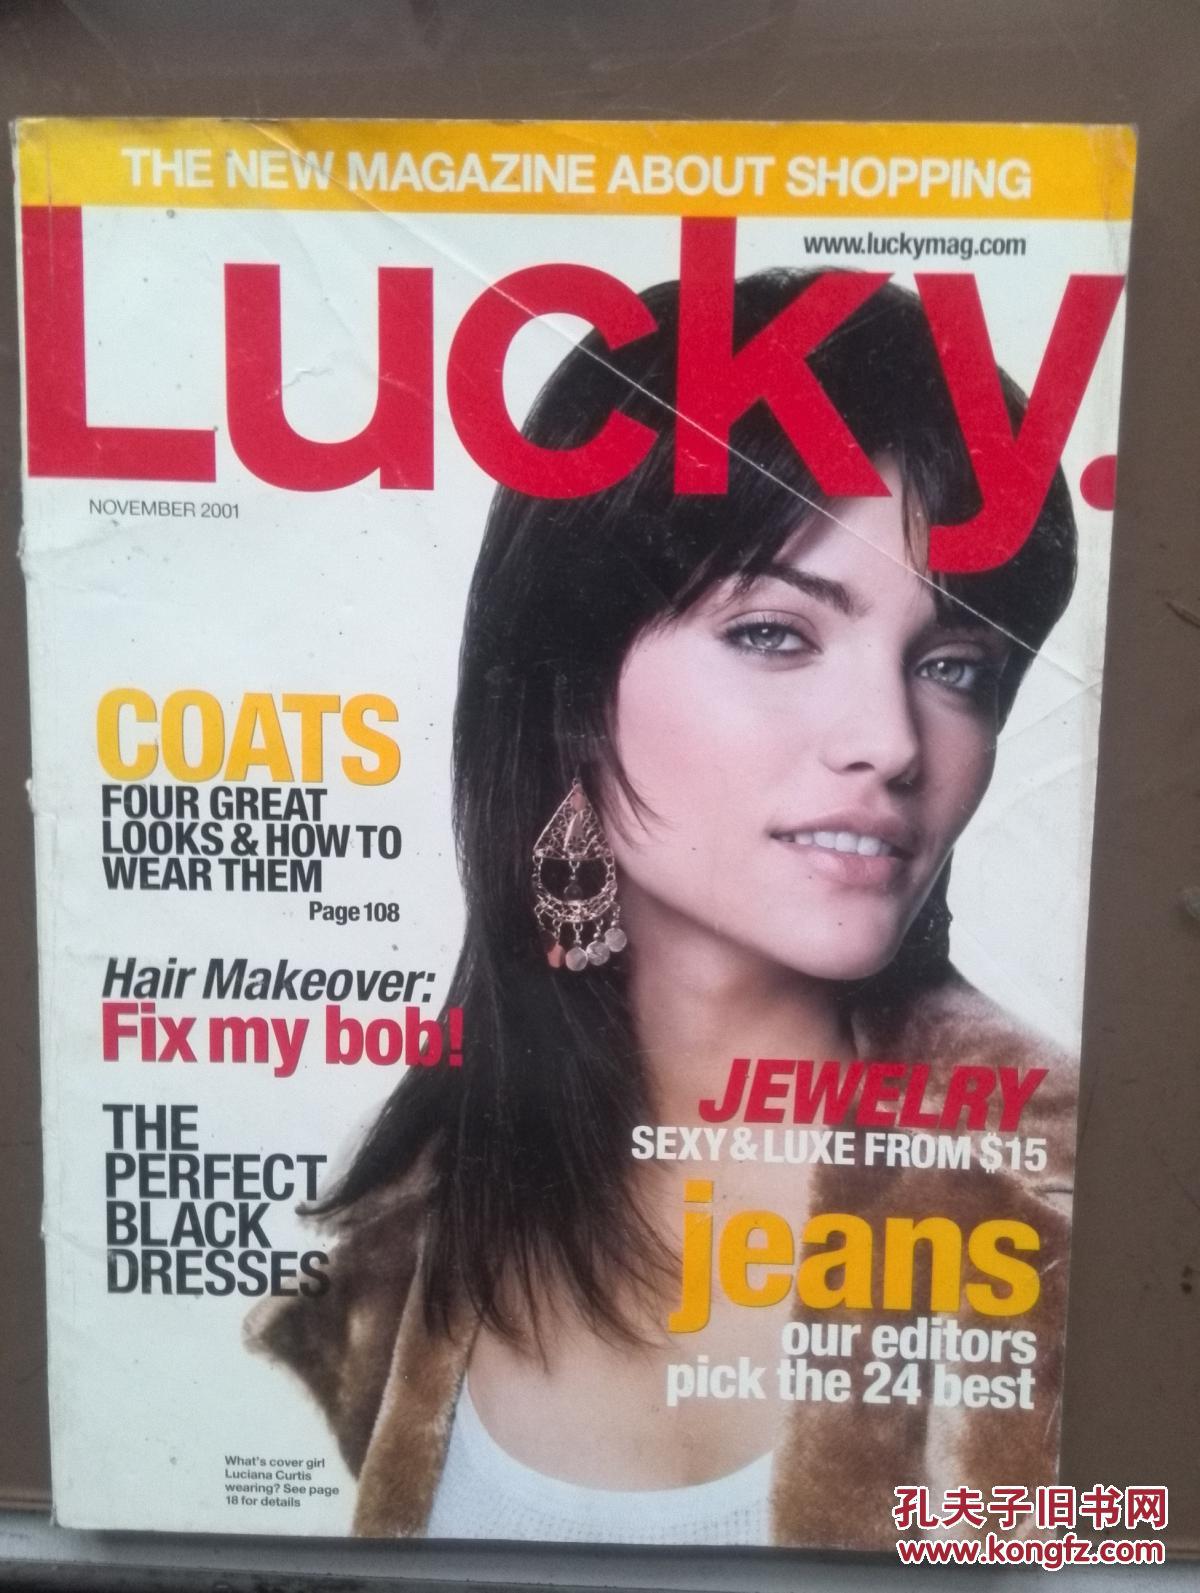 THE NEW MAGAZINE ABOUT SHOPPING
www.luckymag.com
Lucky.
NOVEMBER 2001
COATS
FOUR GREAT
LOOKS & HOW TO
WEAR THEM
Page 108
Hair Makeover:
Fix my bob!
THE
PERFECT
BLACK
DRESSES
JEWELRY
SEXY & LUXE FROM $15
jeans
our editors
pick the 24 best
What's cover girl
Luciana Curtis
wearing? See page
18 for details
孔夫子旧书网
www.kongfz.com